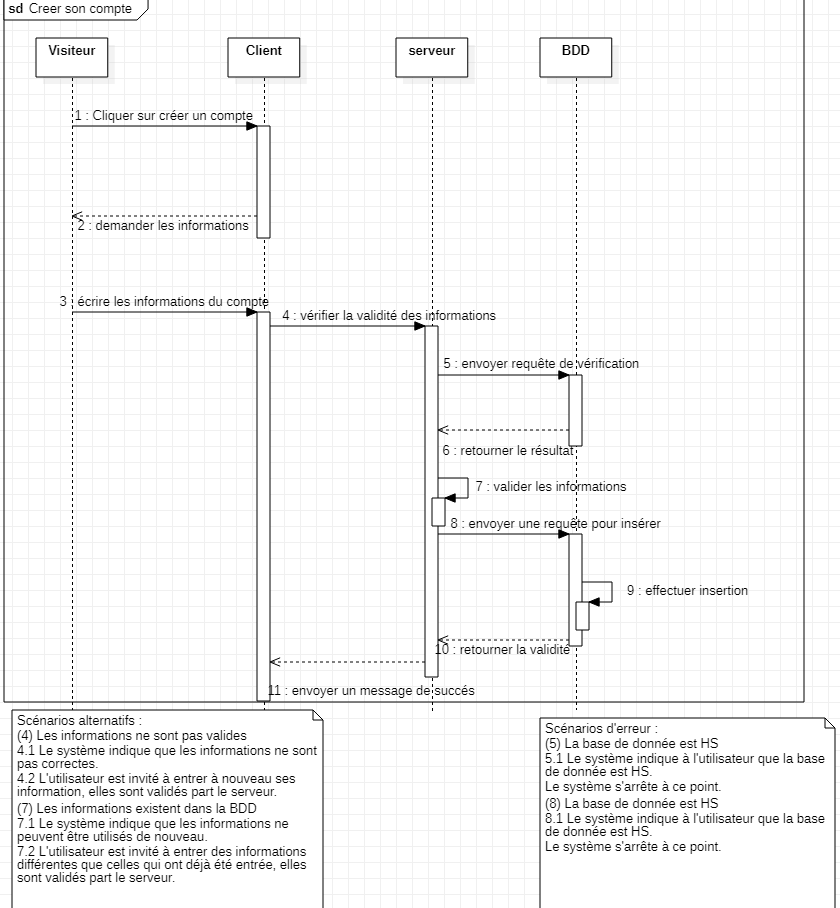 sd Creer son compte
Visiteur
Client
serveur
BDD
1 : Cliquer sur créer un compte
2 : demander les informations
3 : écrire les informations du compte
4 : vérifier la validité des informations
5 : envoyer requête de vérification
6 : retourner le résultat
7 : valider les informations
8 : envoyer une requête pour insérer
9 : effectuer insertion
10 : retourner la validité
11 : envoyer un message de succés
Scénarios alternatifs :
(4) Les informations ne sont pas valides
4.1 Le système indique que les informations ne sont
pas correctes.
4.2 L'utilisateur est invité à entrer à nouveau ses
information, elles sont validés part le serveur.
(7) Les informations existent dans la BDD
7.1 Le système indique que les informations ne
peuvent être utilisés de nouveau.
7.2 L'utilisateur est invité à entrer des informations
différentes que celles qui ont déjà été entrée, elles
sont validés part le serveur.
Scénarios d'erreur :
(5) La base de donnée est HS
5.1 Le système indique à l'utilisateur que la base
de donnée est HS.
Le système s'arrête à ce point.
(8) La base de donnée est HS
8.1 Le système indique à l'utilisateur que la base
de donnée est HS.
Le système s'arrête à ce point.